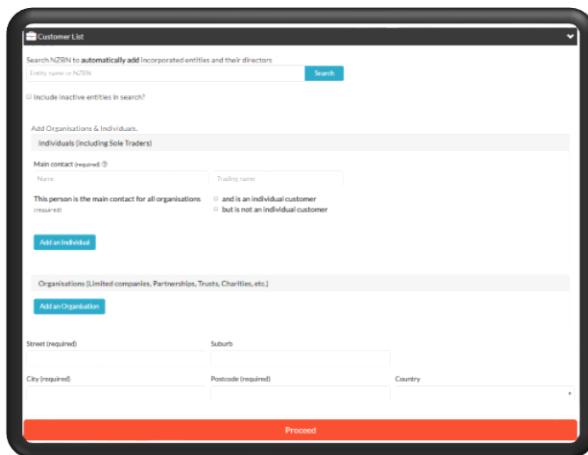 Customer List
Search NZBN to automatically add incorporated entities and their directors
Entity name or NZBN
Search
Include inactive entities in search?
Add Organisations & Individuals.
Individuals (including Sole Traders)
Main contact (required)
Name
Trading name
This person is the main contact for all organisations
(required)
and is an individual customer
but is not an individual customer
Add an Individual
Organisations (Limited companies, Partnerships, Trusts, Charities, etc.)
Add an Organisation
Street (required)
Suburb
City (required)
Postcode (required)
Country
Proceed